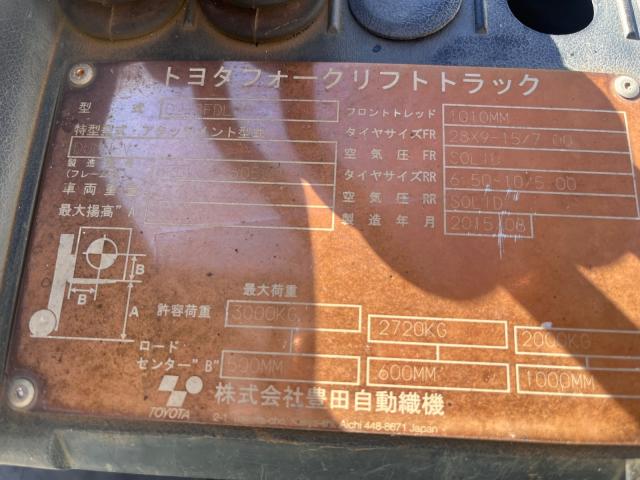 トヨタフォークリフトトラック
型 式
フロントトレッド 1010MM
特型型式・アタッチメント型式
タイヤサイズFR 28X9-15/7.00
空気圧FR SOLID
タイヤサイズRR 6.50-10/5.00
車両重量
空気圧RR SOLID
最大揚高"A"
製造年月 2015.08
B
B
A
最大荷重
許容荷重 3000KG 2720KG 2000KG
ロード
センター"B" 500MM 600MM 1000MM
TOYOTA 株式会社豊田自動織機
Aichi 448-8671 Japan